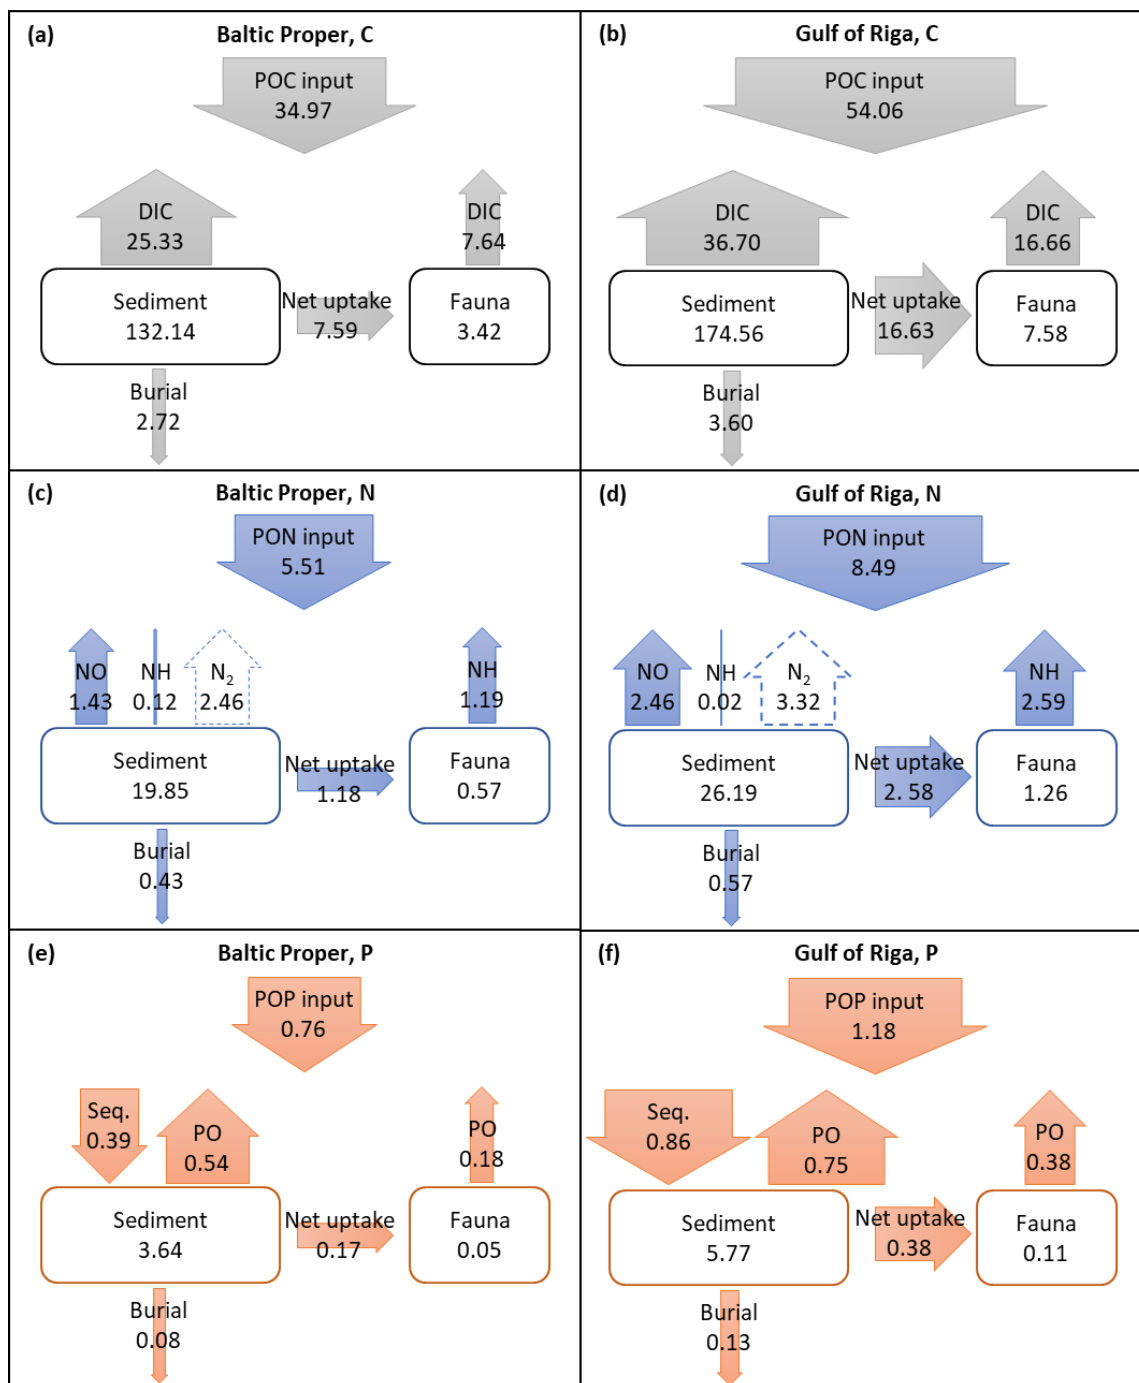 (a)
Baltic Proper, C
POC input
34.97
DIC
25.33
DIC
7.64
Sediment
132.14
Net uptake
7.59
Fauna
3.42
Burial
2.72
(b)
Gulf of Riga, C
POC input
54.06
DIC
36.70
DIC
16.66
Sediment
174.56
Net uptake
16.63
Fauna
7.58
Burial
3.60
(c)
Baltic Proper, N
PON input
5.51
NO
1.43
NH
0.12
N₂
2.46
NH
1.19
Sediment
19.85
Net uptake
1.18
Fauna
0.57
Burial
0.43
(d)
Gulf of Riga, N
PON input
8.49
NO
2.46
NH
0.02
N₂
3.32
NH
2.59
Sediment
26.19
Net uptake
2. 58
Fauna
1.26
Burial
0.57
(e)
Baltic Proper, P
POP input
0.76
Seq.
0.39
PO
0.54
PO
0.18
Sediment
3.64
Net uptake
0.17
Fauna
0.05
Burial
0.08
(f)
Gulf of Riga, P
POP input
1.18
Seq.
0.86
PO
0.75
PO
0.38
Sediment
5.77
Net uptake
0.38
Fauna
0.11
Burial
0.13